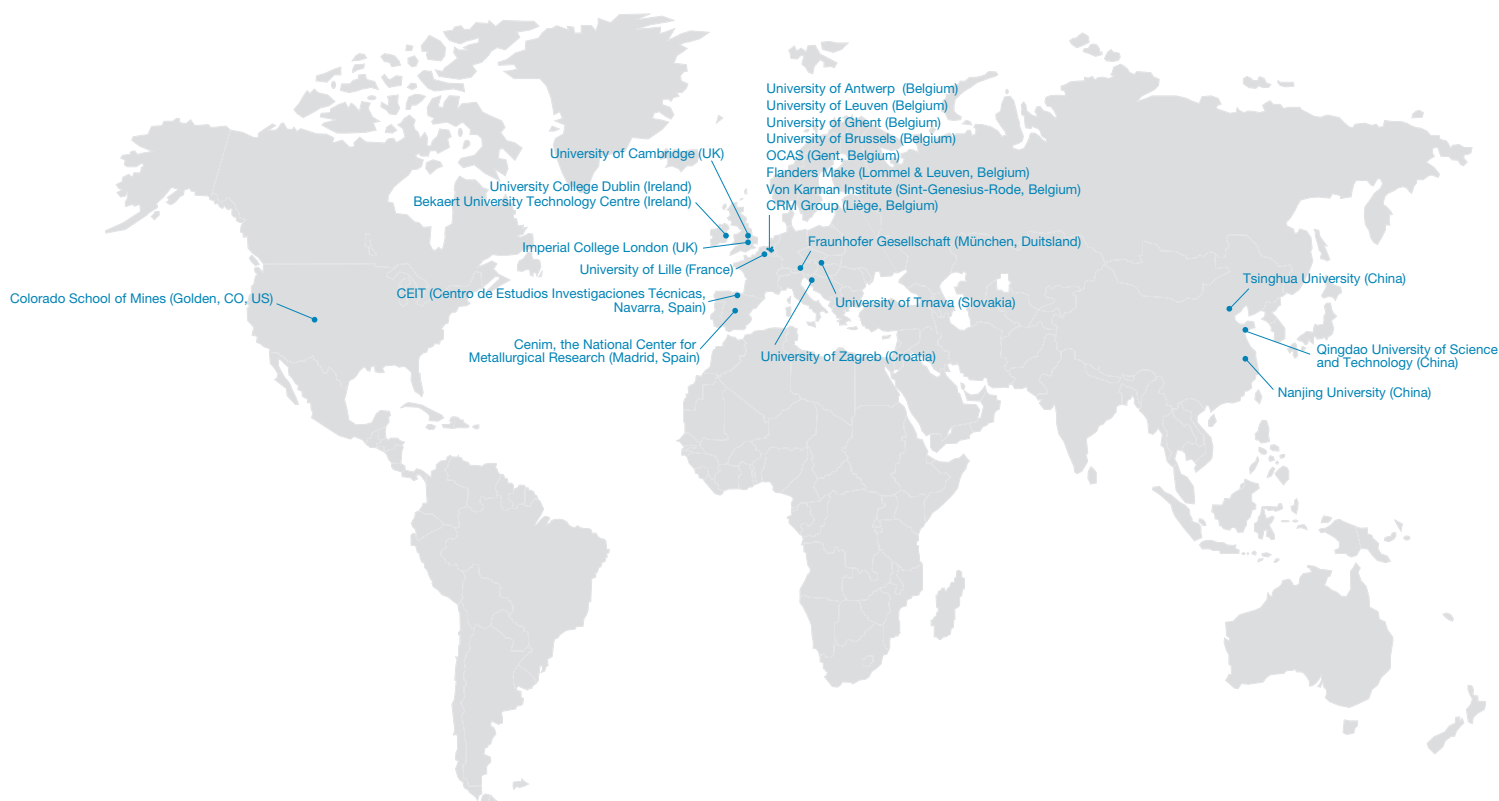 University of Antwerp (Belgium)
University of Leuven (Belgium)
University of Ghent (Belgium)
University of Brussels (Belgium)
OCAS (Gent, Belgium)
Flanders Make (Lommel & Leuven, Belgium)
Von Karman Institute (Sint-Genesius-Rode, Belgium)
CRM Group (Liège, Belgium)
University of Cambridge (UK)
University College Dublin (Ireland)
Bekaert University Technology Centre (Ireland)
Imperial College London (UK)
University of Lille (France)
Fraunhofer Gesellschaft (München, Duitsland)
Colorado School of Mines (Golden, CO, US)
CEIT (Centro de Estudios Investigaciones Técnicas,
Navarra, Spain)
University of Trnava (Slovakia)
Cenim, the National Center for
Metallurgical Research (Madrid, Spain)
University of Zagreb (Croatia)
Tsinghua University (China)
Qingdao University of Science
and Technology (China)
Nanjing University (China)